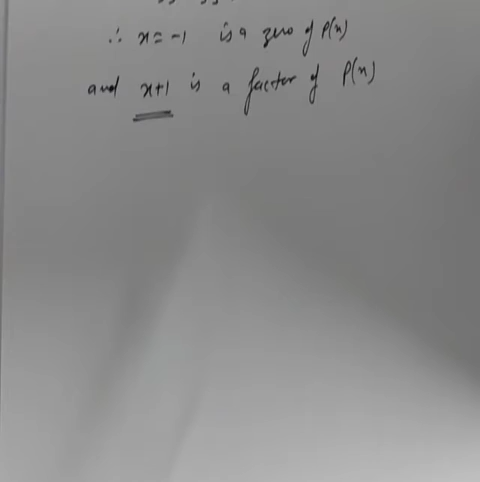 ∴ x = -1 is a zero of P(x)
and x+1 is a factor of P(x)